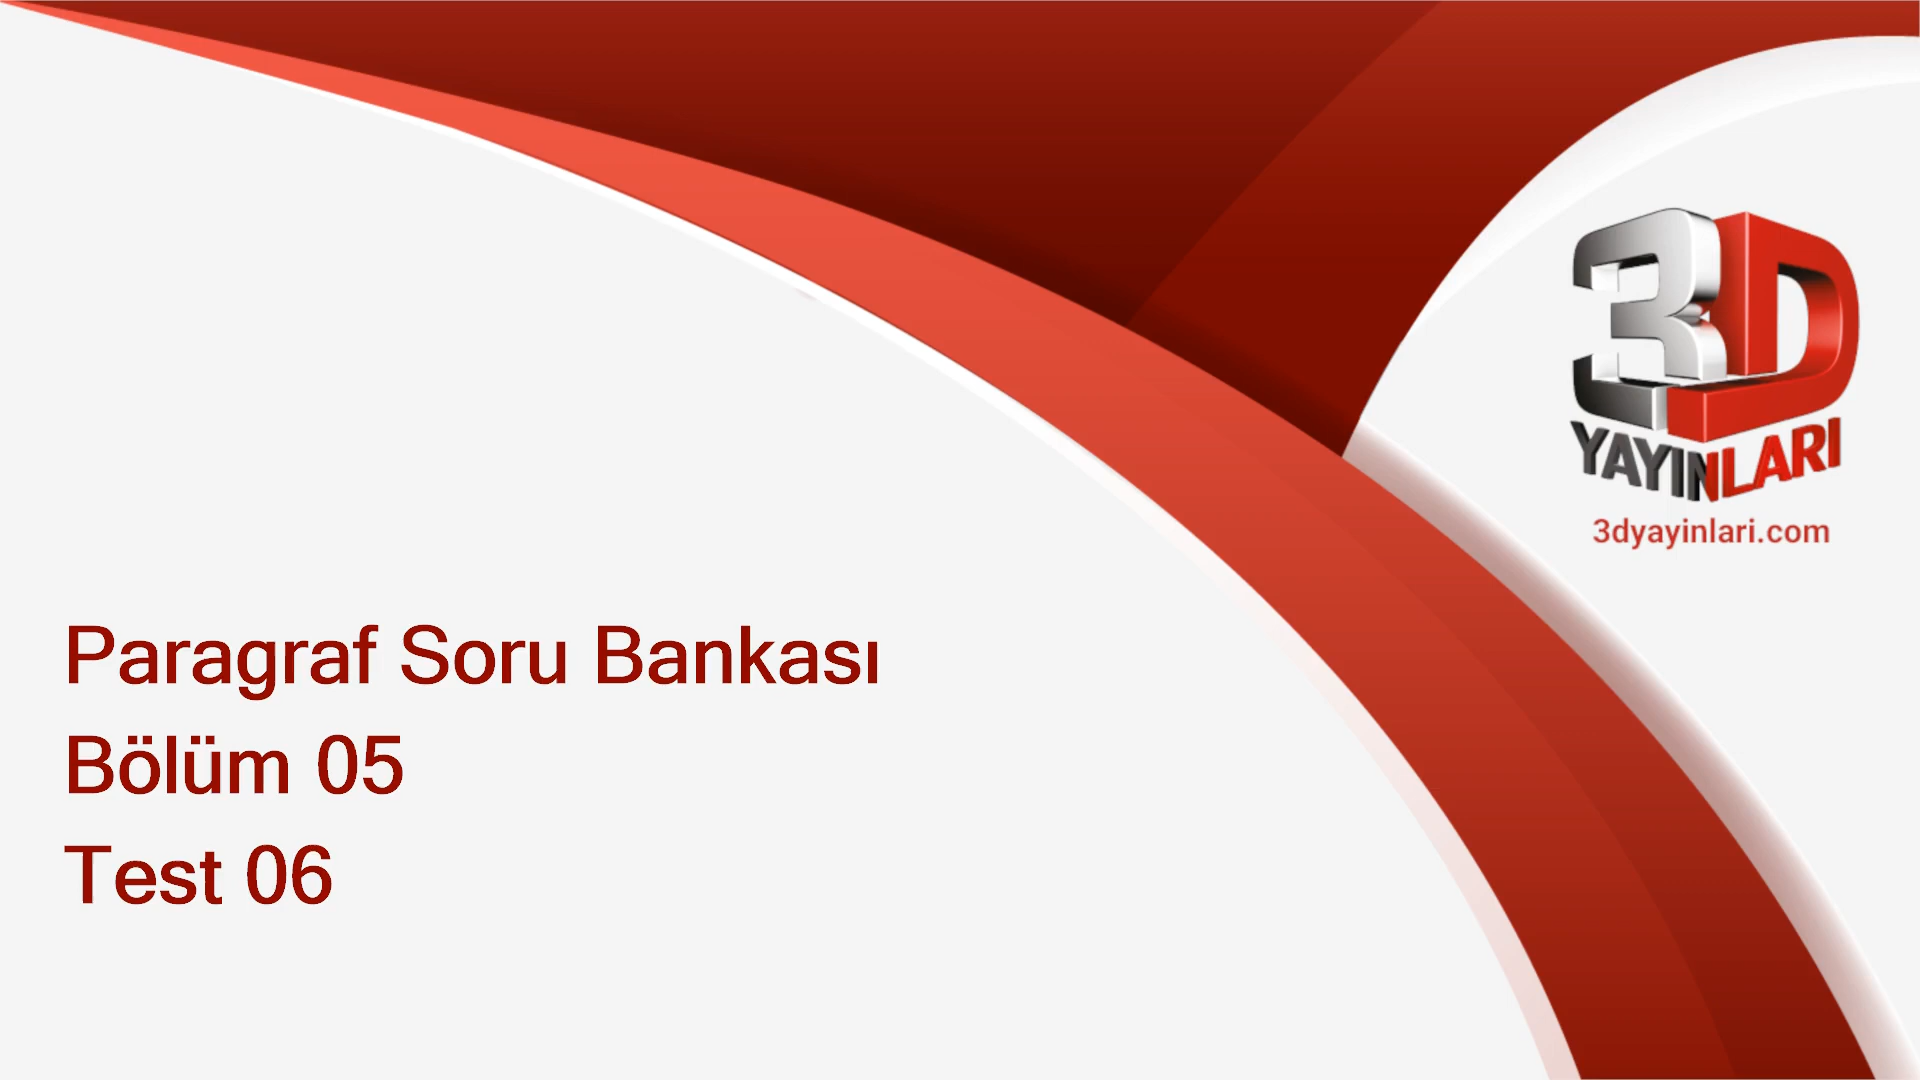 3D
YAYINLARI
3dyayinlari.com
Paragraf Soru Bankası
Bölüm 05
Test 06